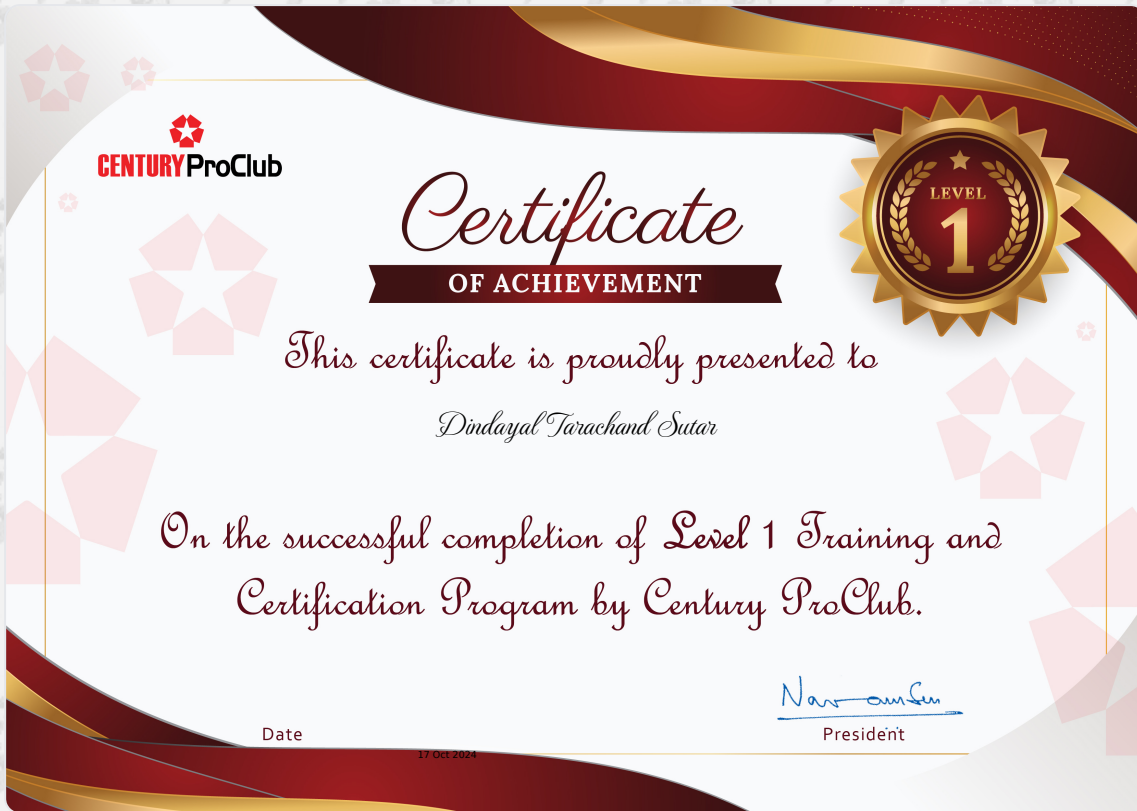 CENTURY ProClub
LEVEL
1
Certificate
OF ACHIEVEMENT
This certificate is proudly presented to
Dindayal Tarachand Sutar
On the successful completion of Level 1 Training and
Certification Program by Century ProClub.
Date
President
17 Oct 2024